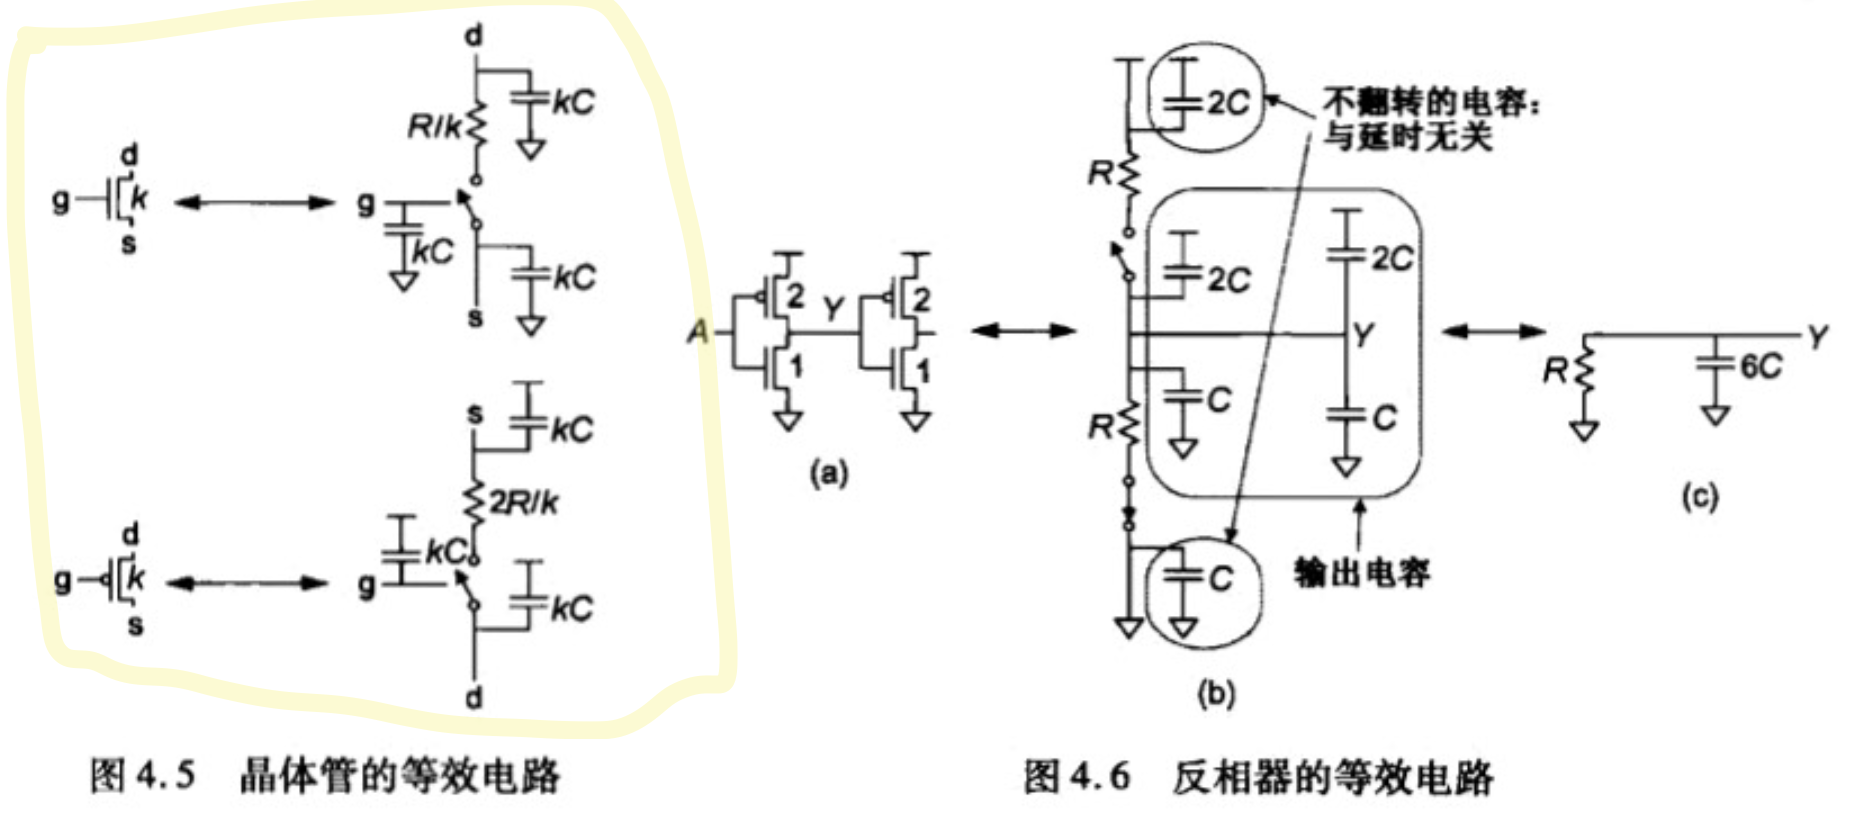 d
kC
R/k
d
g
k
s
g
kC
kC
s
s
kC
2R/k
d
g
k
s
kC
g
kC
d
图4.5 晶体管的等效电路
A
2
1
Y
2
1
(a)
2C
不翻转的电容:
与延时无关
R
2C
2C
Y
C
R
C
C
输出电容
(b)
R
6C
Y
(c)
图4.6 反相器的等效电路